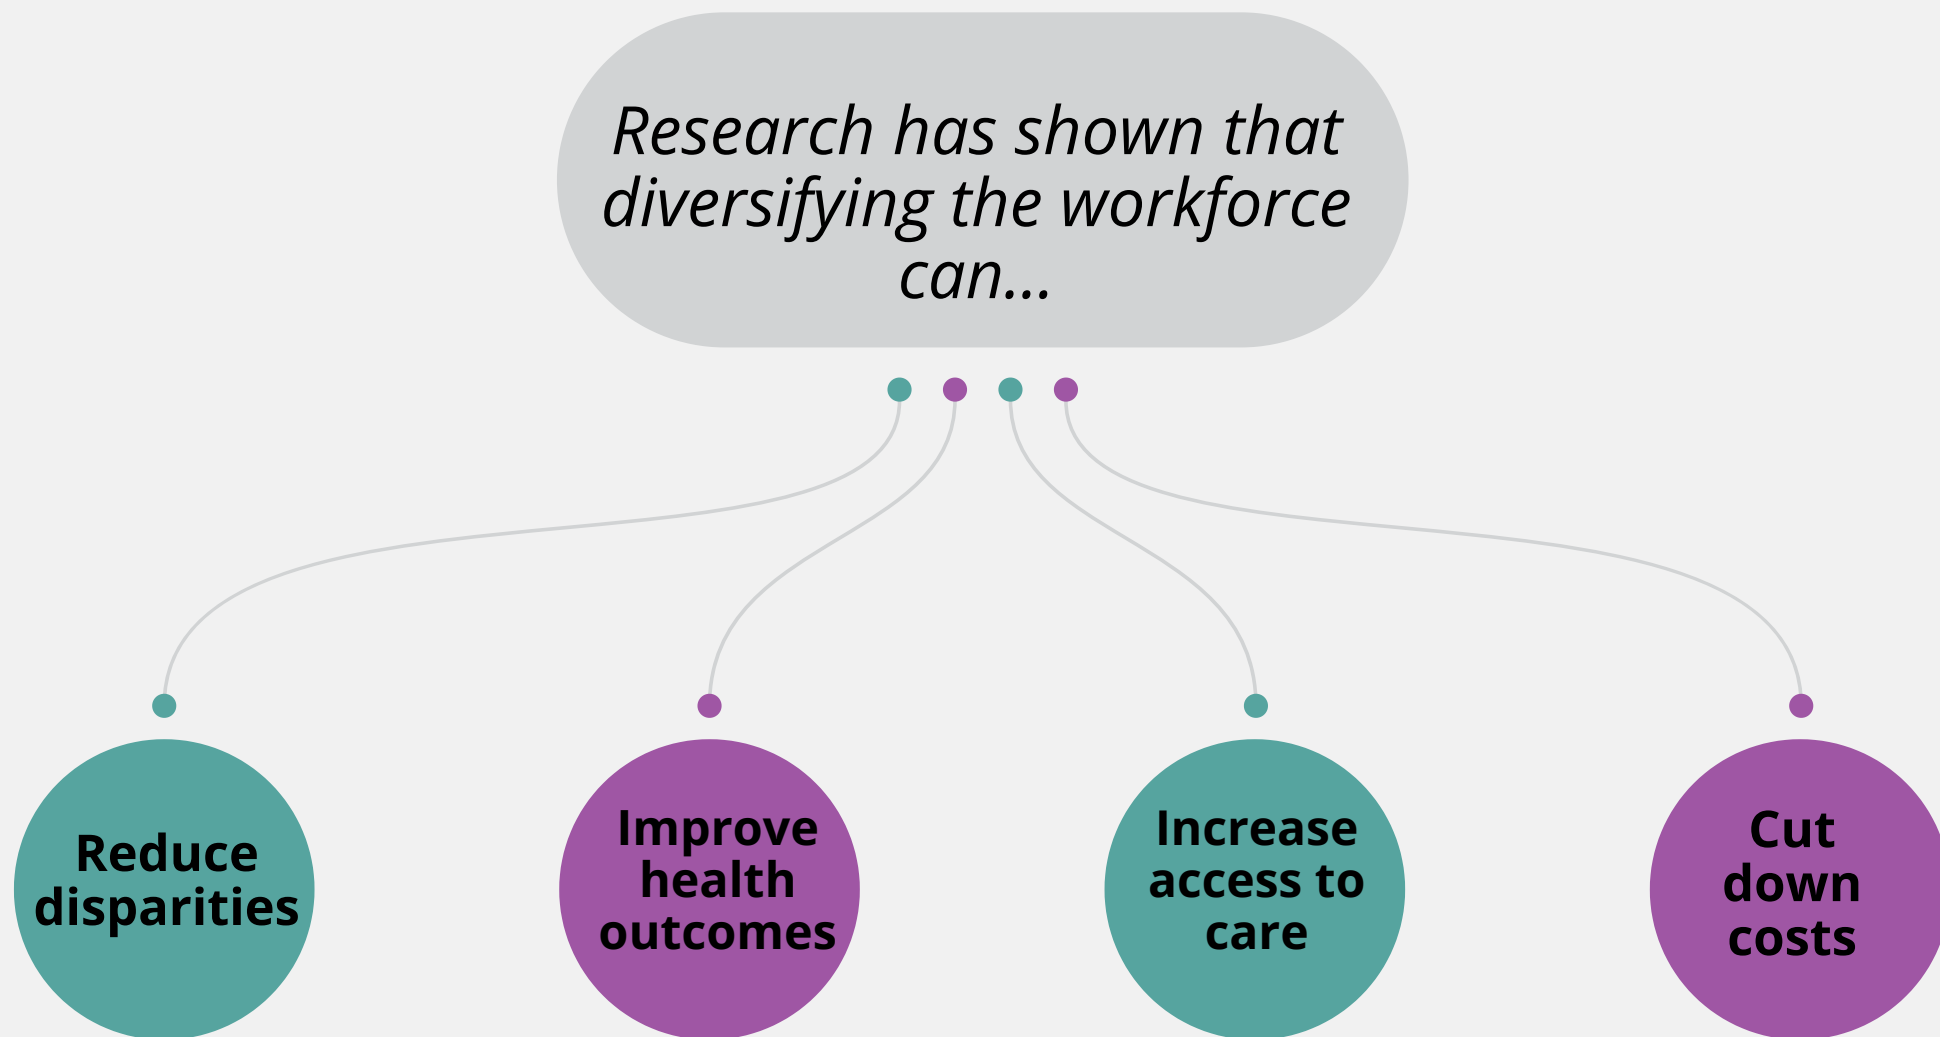 Research has shown that
diversifying the workforce
can...
Reduce
disparities
Improve
health
outcomes
Increase
access to
care
Cut
down
costs